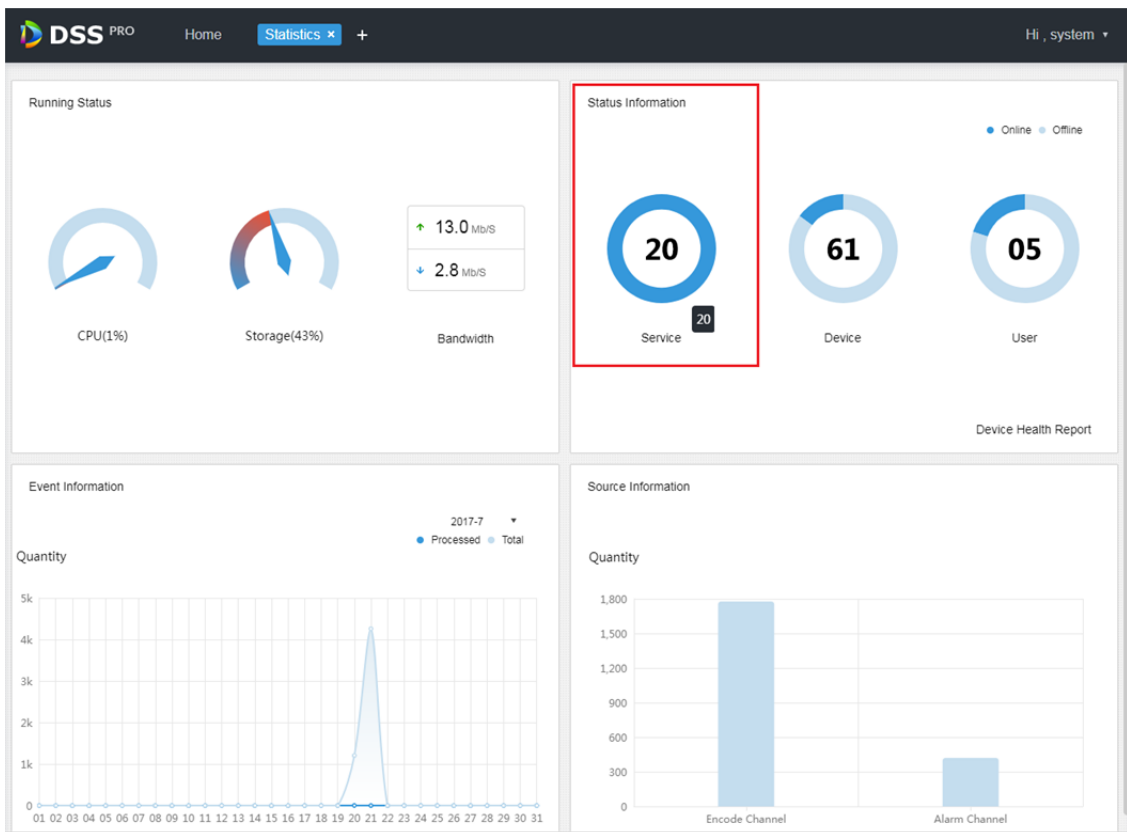 DSS PRO
Home
Statistics ×
+
Hi , system
Running Status
13.0 Mb/S
2.8 Mb/S
CPU(1%)
Storage(43%)
Bandwidth
Status Information
Online
Offline
20
61
05
20
Service
Device
User
Device Health Report
Event Information
2017-7
Processed
Total
Quantity
5k
4k
3k
2k
1k
0
01 02 03 04 05 06 07 08 09 10 11 12 13 14 15 16 17 18 19 20 21 22 23 24 25 26 27 28 29 30 31
Source Information
Quantity
1,800
1,500
1,200
900
600
300
0
Encode Channel
Alarm Channel